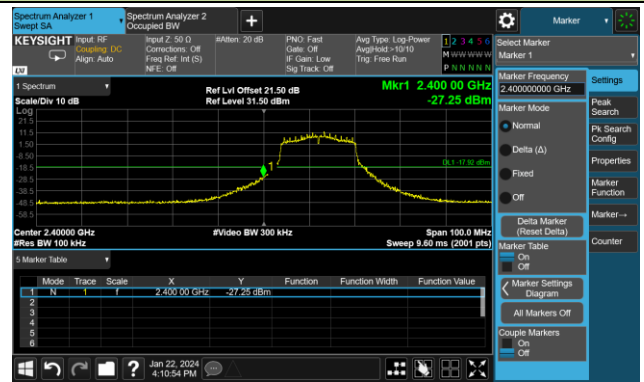 Spectrum Analyzer 1
Swept SA
Spectrum Analyzer 2
Occupied BW
Marker
KEYSIGHT
Input: RF
Coupling: DC
Align: Auto
Input Z: 50 Ω
Corrections: Off
Freq Ref: Int (S)
NFE: Off
#Atten: 20 dB
PNO: Fast
Gate: Off
IF Gain: Low
Sig Track: Off
Avg Type: Log-Power
Avg|Hold:>10/10
Trig: Free Run
1 2 3 4 5 6
M W W W W W
P N N N N N
LXI
Select Marker
Marker 1
1 Spectrum
Scale/Div 10 dB
Log
Ref Lvl Offset 21.50 dB
Ref Level 31.50 dBm
Mkr1 2.400 00 GHz
-27.25 dBm
21.5
11.5
1.50
-8.50
-18.5
-28.5
-38.5
-48.5
-58.5
1
DL1 -17.92 dBm
Center 2.40000 GHz
#Res BW 100 kHz
#Video BW 300 kHz
Span 100.0 MHz
Sweep 9.60 ms (2001 pts)
5 Marker Table
Mode Trace Scale X Y Function Function Width Function Value
1 N 1 f 2.400 00 GHz -27.25 dBm
2
3
4
5
6
Marker Frequency
2.400000000 GHz
Marker Mode
Normal
Delta (Δ)
Fixed
Off
Delta Marker
(Reset Delta)
Marker Table
On
Off
Marker Settings
Diagram
All Markers Off
Couple Markers
On
Off
Settings
Peak
Search
Pk Search
Config
Properties
Marker
Function
Marker→
Counter
?
Jan 22, 2024
4:10:54 PM